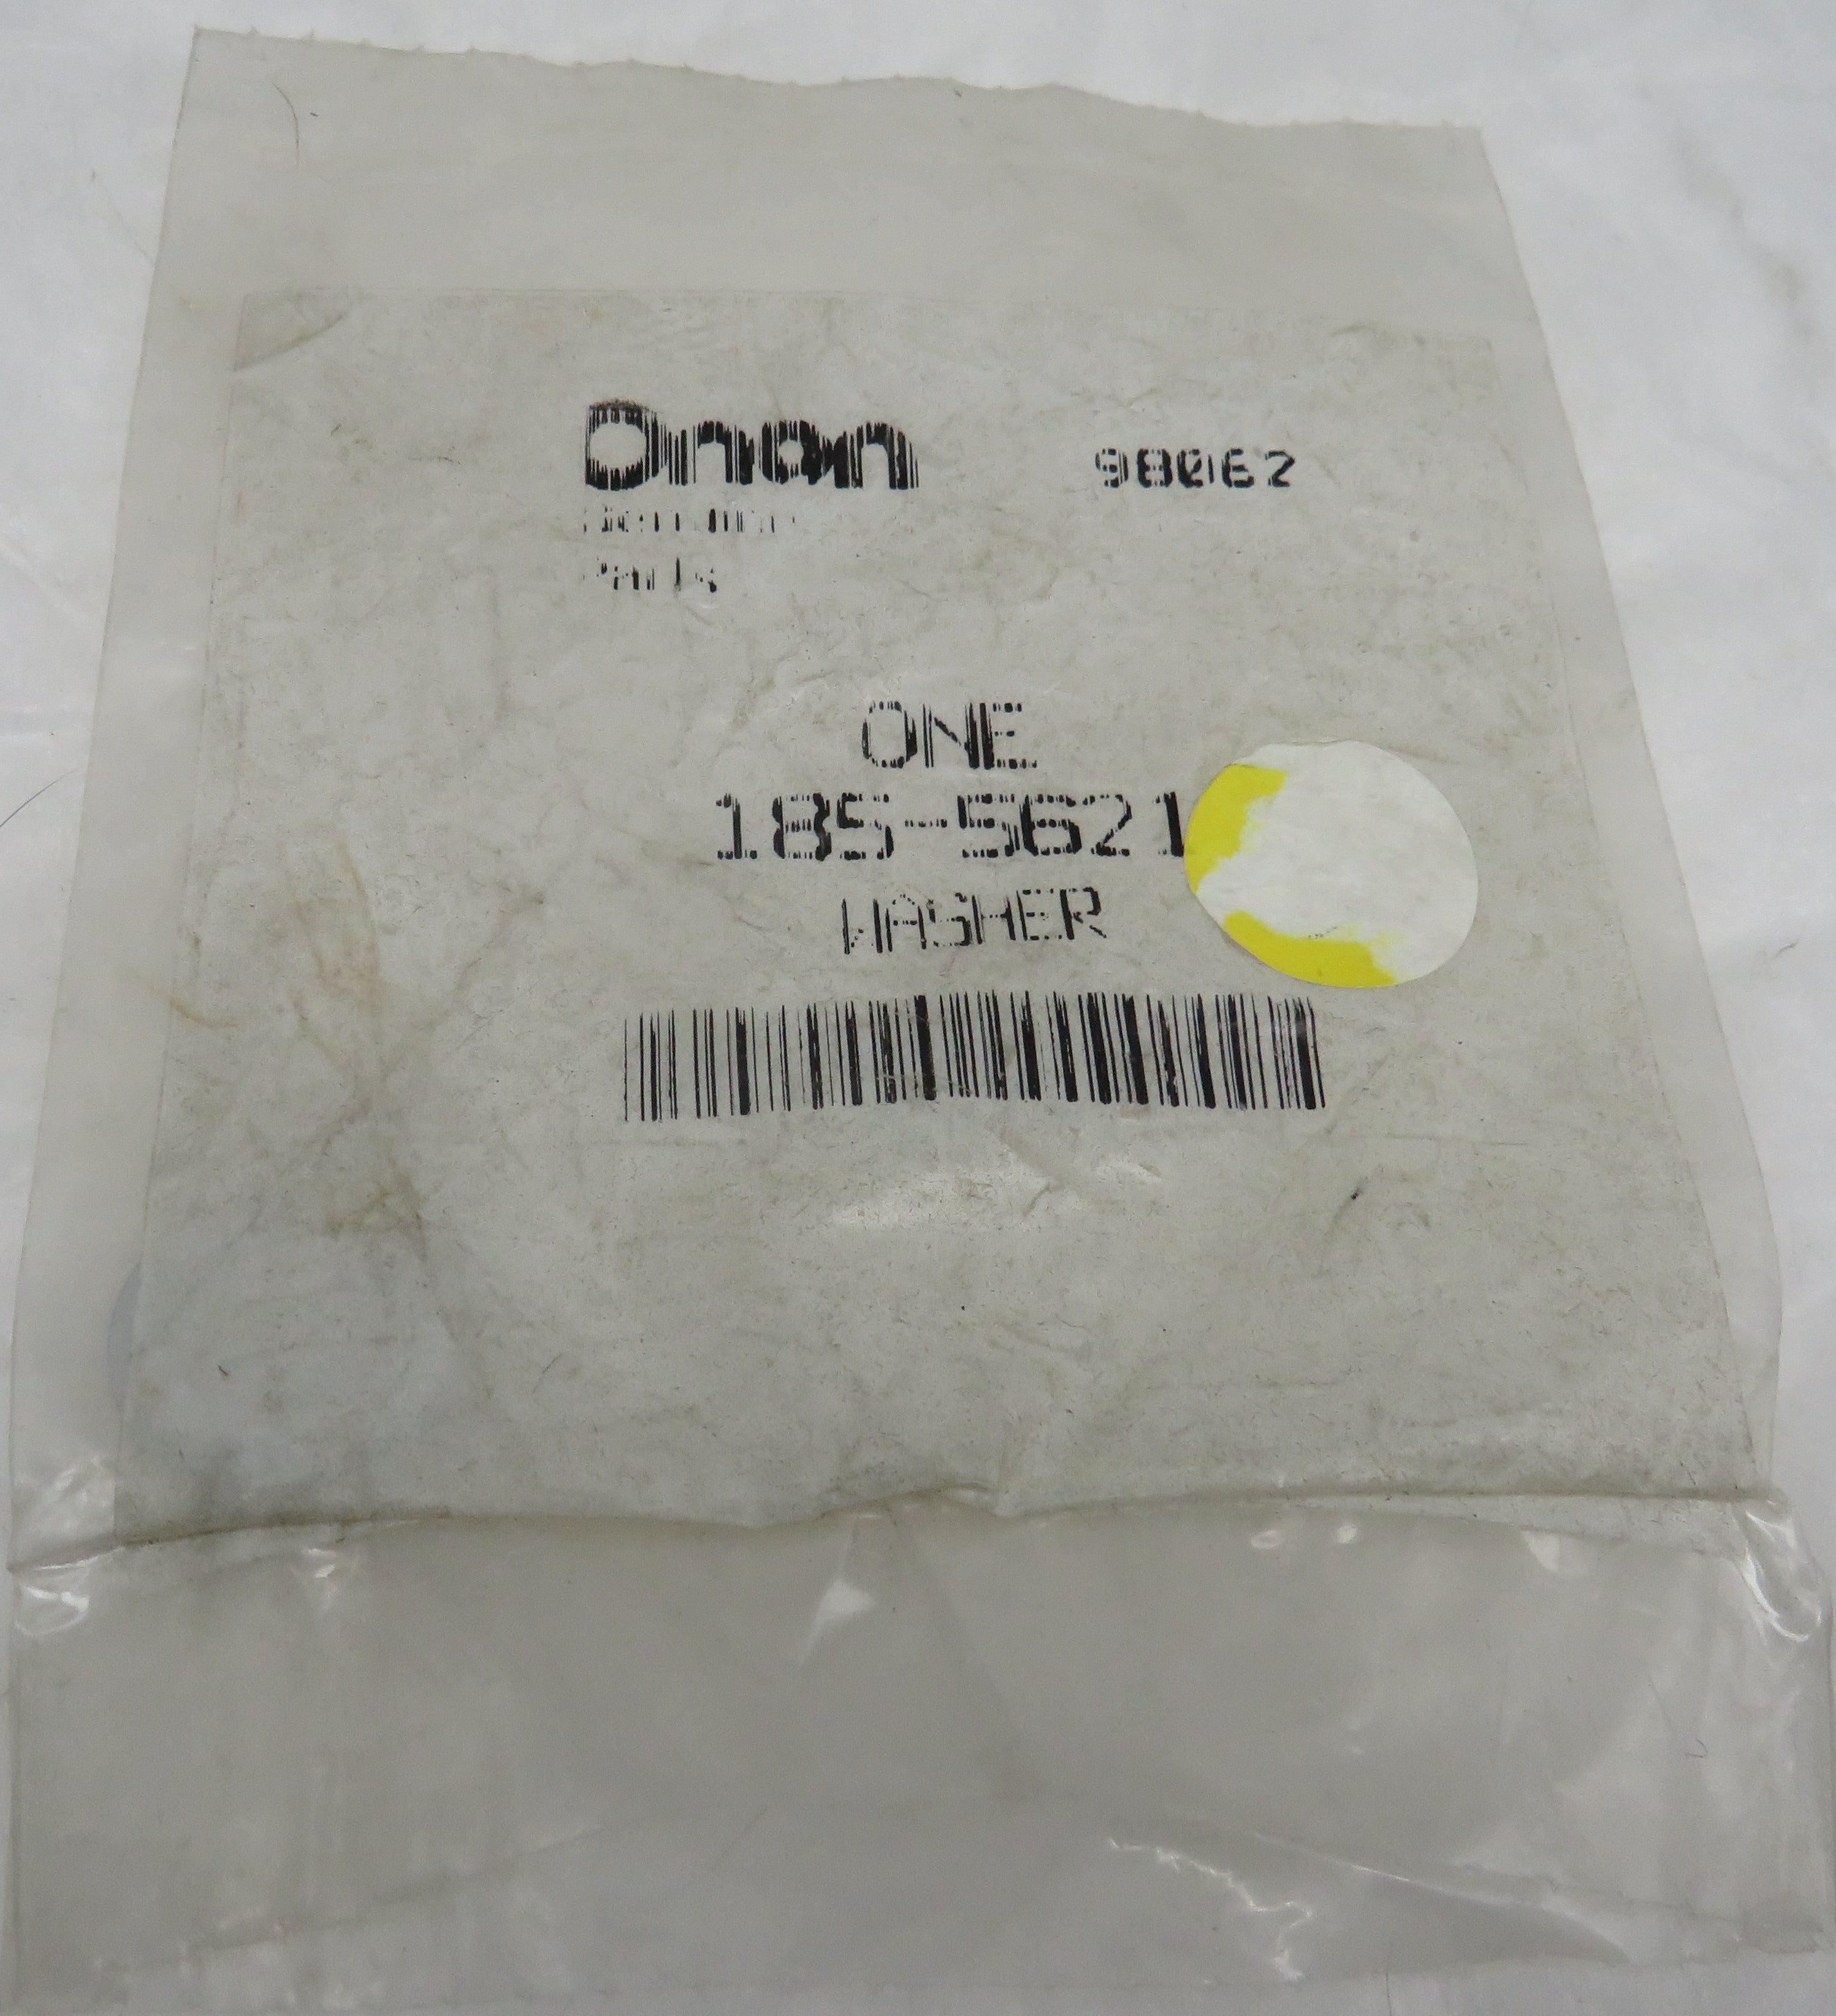 Onan 98062
Genuine
Parts
ONE
185-5621
WASHER